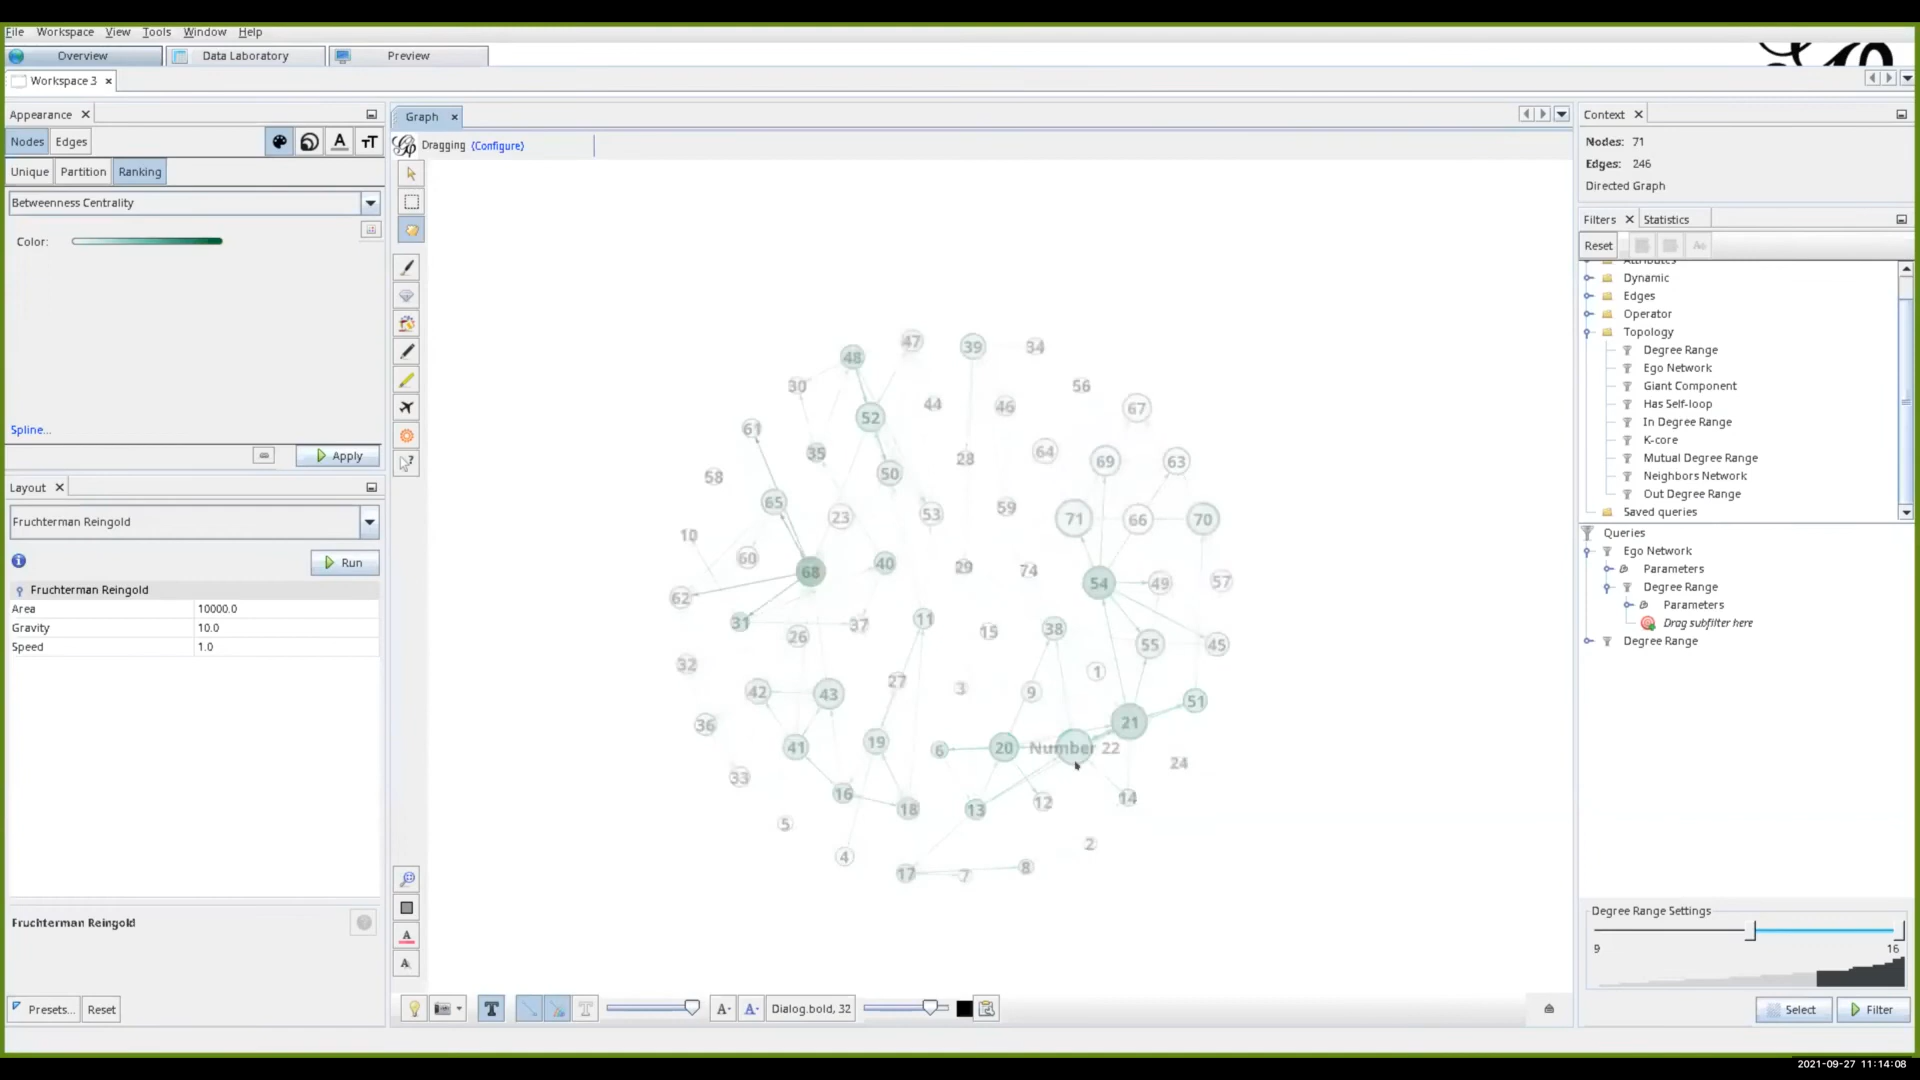 File Workspace View Tools Window Help
Overview Data Laboratory Preview
Workspace 3
Appearance
Nodes Edges
Unique Partition Ranking
Betweenness Centrality
Color:
Spline...
Apply
Layout
Fruchterman Reingold
Run
Fruchterman Reingold
Area 10000.0
Gravity 10.0
Speed 1.0
Fruchterman Reingold
Presets... Reset
Graph
Dragging (Configure)
47 39 34
48
30 56
44 46 67
52
61
35 28 64 69 63
50
58
65 23 53 59 71 66 70
10
60 40 29 74
68 54 49 57
62
31 37 11 15 38
26 55 45
32 1
42 43 27 3 9
51
36 21
41 19 6 20 Number 22
33 24
16 18 13 12 14
5
4 2
17 7 8
Dialog.bold, 32
Context
Nodes: 71
Edges: 246
Directed Graph
Filters Statistics
Reset
Attributes
Dynamic
Edges
Operator
Topology
Degree Range
Ego Network
Giant Component
Has Self-loop
In Degree Range
K-core
Mutual Degree Range
Neighbors Network
Out Degree Range
Saved queries
Queries
Ego Network
Parameters
Degree Range
Parameters
Drag subfilter here
Degree Range
Degree Range Settings
9 16
Select Filter
2021-09-27 11:14:08